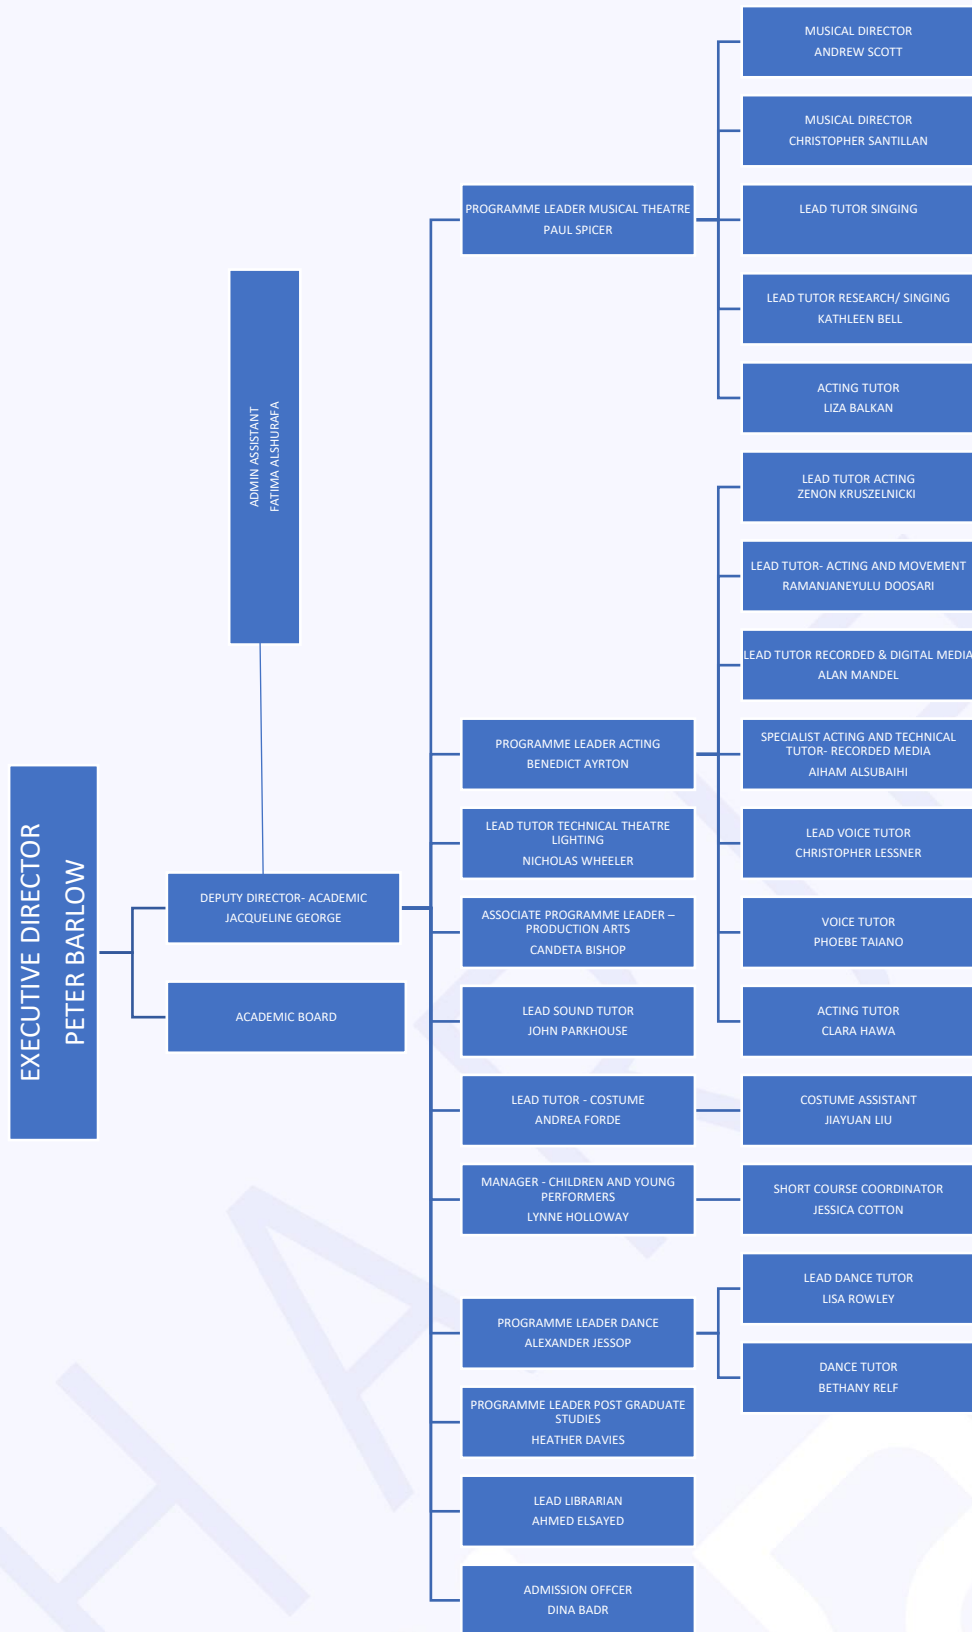 EXECUTIVE DIRECTOR
PETER BARLOW
ADMIN ASSISTANT
FATIMA ALSHURAFA
DEPUTY DIRECTOR- ACADEMIC
JACQUELINE GEORGE
ACADEMIC BOARD
PROGRAMME LEADER MUSICAL THEATRE
PAUL SPICER
PROGRAMME LEADER ACTING
BENEDICT AYRTON
LEAD TUTOR TECHNICAL THEATRE
LIGHTING
NICHOLAS WHEELER
ASSOCIATE PROGRAMME LEADER –
PRODUCTION ARTS
CANDETA BISHOP
LEAD SOUND TUTOR
JOHN PARKHOUSE
LEAD TUTOR - COSTUME
ANDREA FORDE
MANAGER - CHILDREN AND YOUNG
PERFORMERS
LYNNE HOLLOWAY
PROGRAMME LEADER DANCE
ALEXANDER JESSOP
PROGRAMME LEADER POST GRADUATE
STUDIES
HEATHER DAVIES
LEAD LIBRARIAN
AHMED ELSAYED
ADMISSION OFFCER
DINA BADR
MUSICAL DIRECTOR
ANDREW SCOTT
MUSICAL DIRECTOR
CHRISTOPHER SANTILLAN
LEAD TUTOR SINGING
LEAD TUTOR RESEARCH/ SINGING
KATHLEEN BELL
ACTING TUTOR
LIZA BALKAN
LEAD TUTOR ACTING
ZENON KRUSZELNICKI
LEAD TUTOR- ACTING AND MOVEMENT
RAMANJANEYULU DOOSARI
LEAD TUTOR RECORDED & DIGITAL MEDIA
ALAN MANDEL
SPECIALIST ACTING AND TECHNICAL
TUTOR- RECORDED MEDIA
AIHAM ALSUBAIHI
LEAD VOICE TUTOR
CHRISTOPHER LESSNER
VOICE TUTOR
PHOEBE TAIANO
ACTING TUTOR
CLARA HAWA
COSTUME ASSISTANT
JIAYUAN LIU
SHORT COURSE COORDINATOR
JESSICA COTTON
LEAD DANCE TUTOR
LISA ROWLEY
DANCE TUTOR
BETHANY RELF